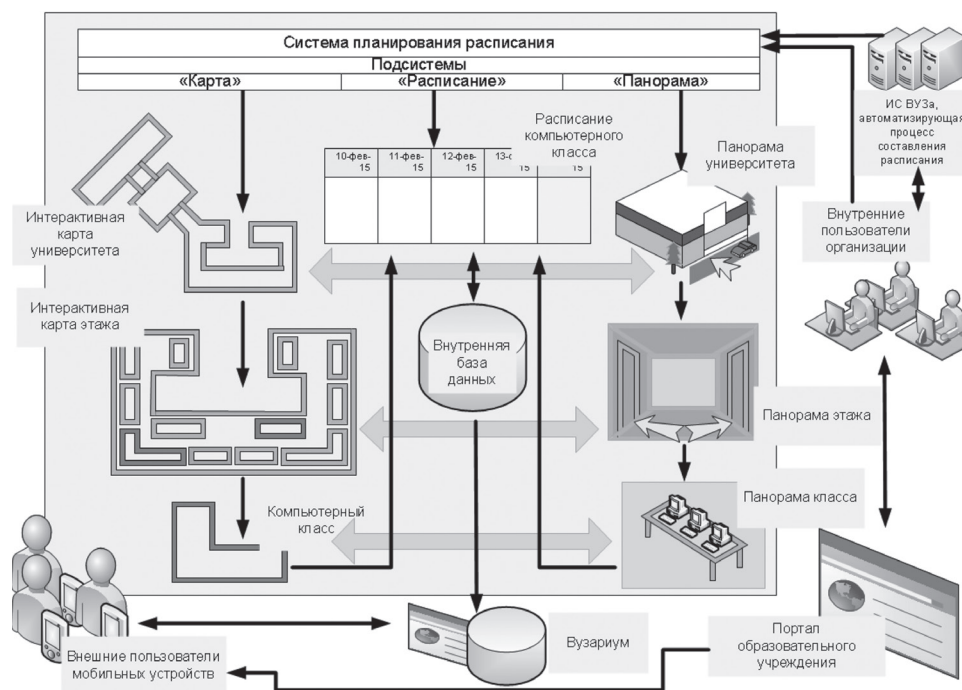 Система планирования расписания
Подсистемы
«Карта» «Расписание» «Панорама»
ИС ВУЗа,
автоматизирующая
процесс
составления
расписания
Расписание
компьютерного
класса
10-фев-
15
11-фев-
15
12-фев-
15
15
Панорама
университета
Интерактивная
карта
университета
Внутренние
пользователи
организации
Интерактивная
карта этажа
Внутренняя
база
данных
Панорама этажа
Панорама класса
Компьютерный
класс
Внешние пользователи
мобильных устройств
Вузариум
Портал
образовательного
учреждения